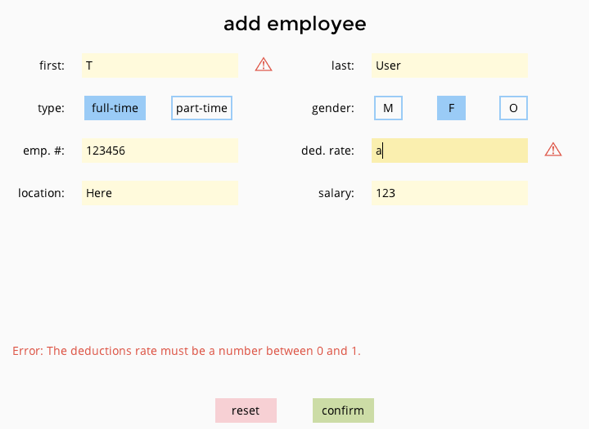 add employee
first: T last: User
type: full-time part-time gender: M F O
emp. #: 123456 ded. rate: a
location: Here salary: 123
Error: The deductions rate must be a number between 0 and 1.
reset confirm